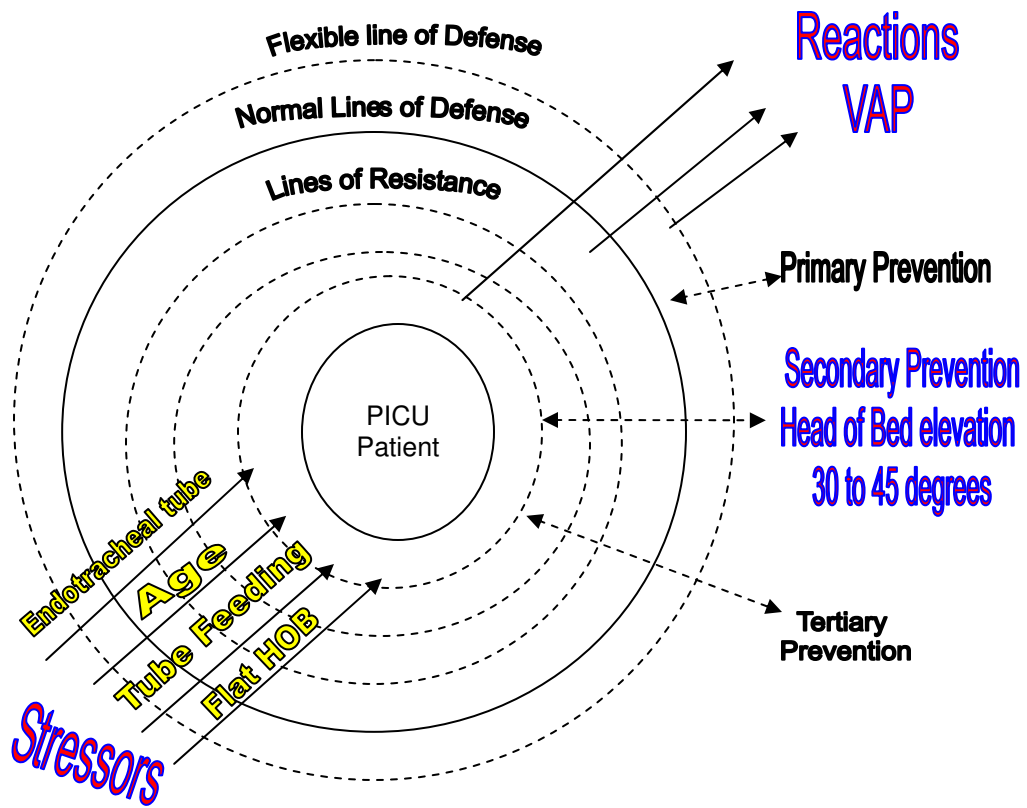 Flexible line of Defense
Normal Lines of Defense
Lines of Resistance
Reactions
VAP
Primary Prevention
Secondary Prevention
Head of Bed elevation
30 to 45 degrees
PICU
Patient
Endotracheal tube
Age
Tube Feeding
Flat HOB
Stressors
Tertiary
Prevention